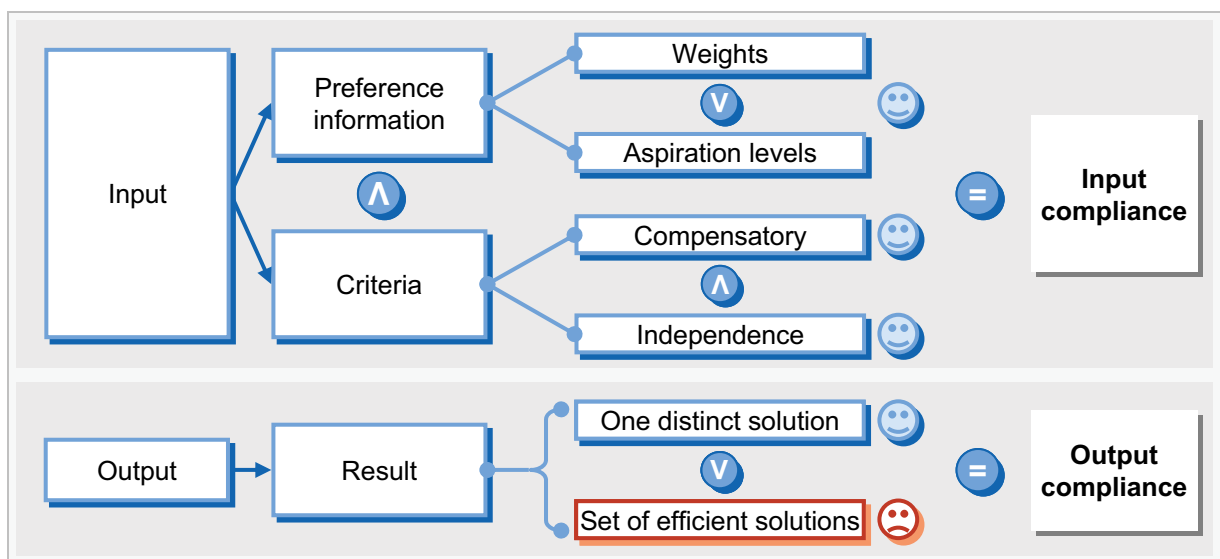 Input
Preference
information
Λ
Criteria
Weights
V
Aspiration levels
Compensatory
Λ
Independence
=
Input
compliance
Output
Result
One distinct solution
V
Set of efficient solutions
=
Output
compliance